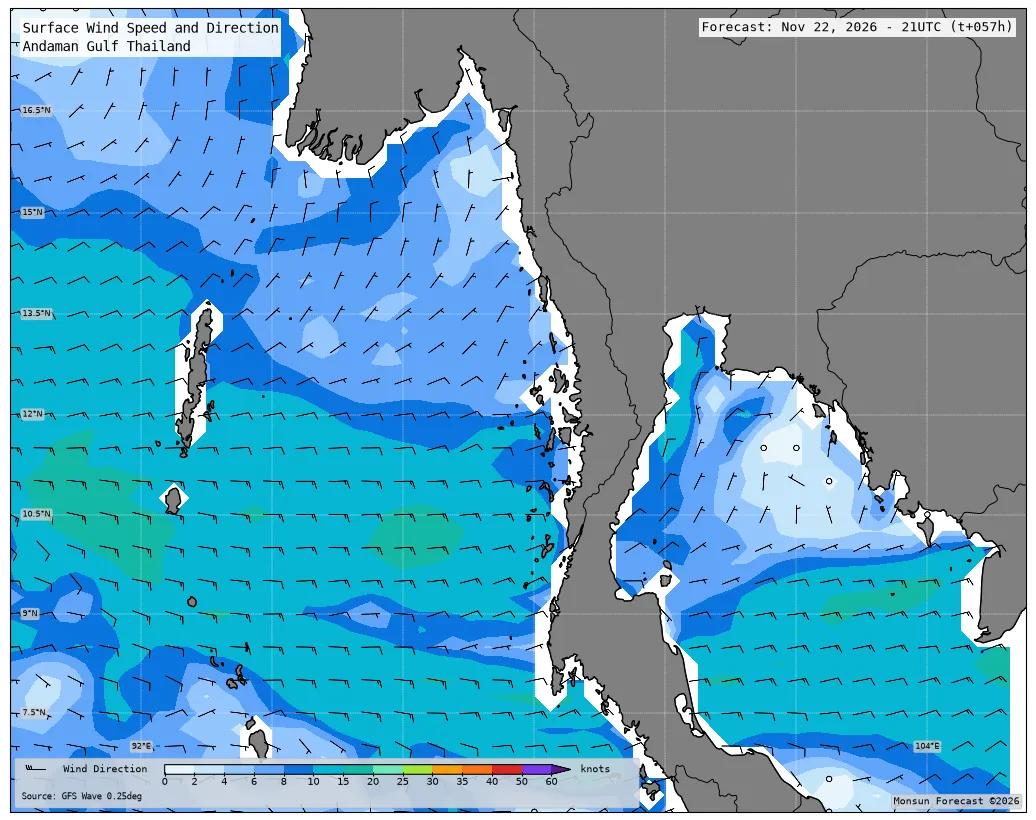 Surface Wind Speed and Direction
Andaman Gulf Thailand
Forecast: Nov 22, 2026 - 21UTC (t+057h)
16.5°N
15°N
13.5°N
12°N
10.5°N
9°N
7.5°N
92°E
104°E
Wind Direction
knots
0 2 4 6 8 10 15 20 25 30 35 40 50 60
Source: GFS Wave 0.25deg
Monsun Forecast ©2026